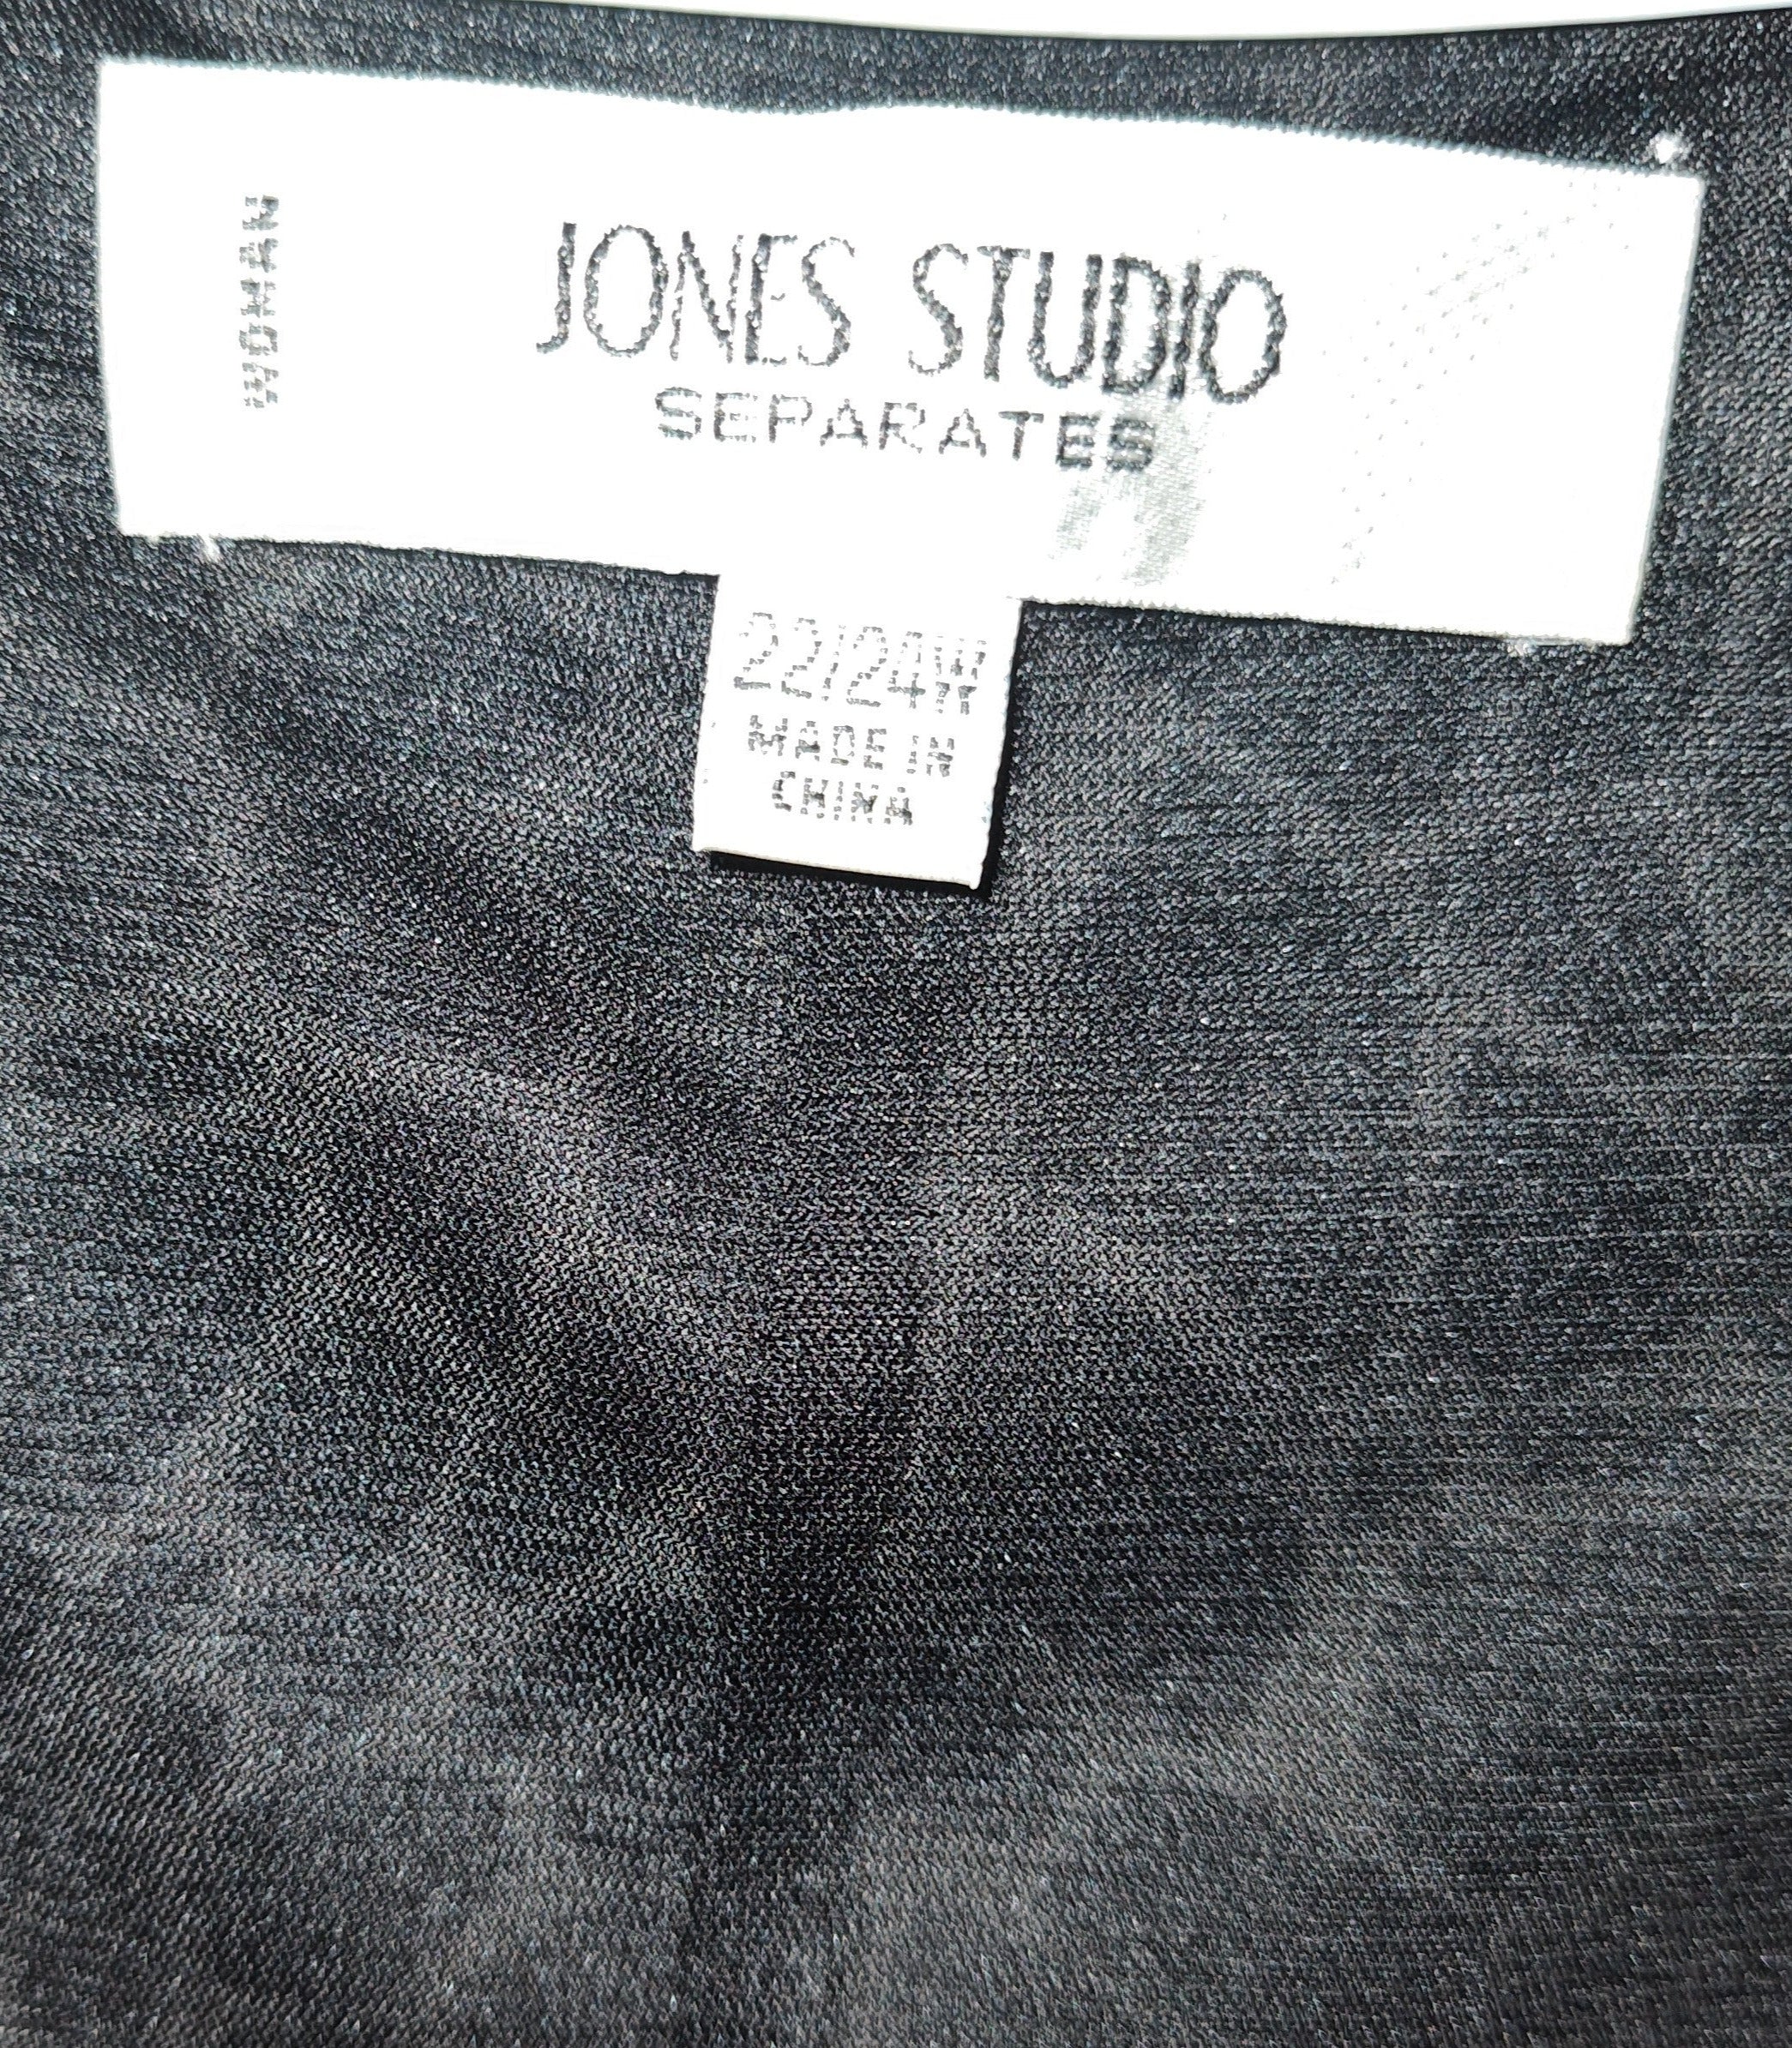 WOMAN
JONES STUDIO
SEPARATES
22/24W
MADE IN
CHINA